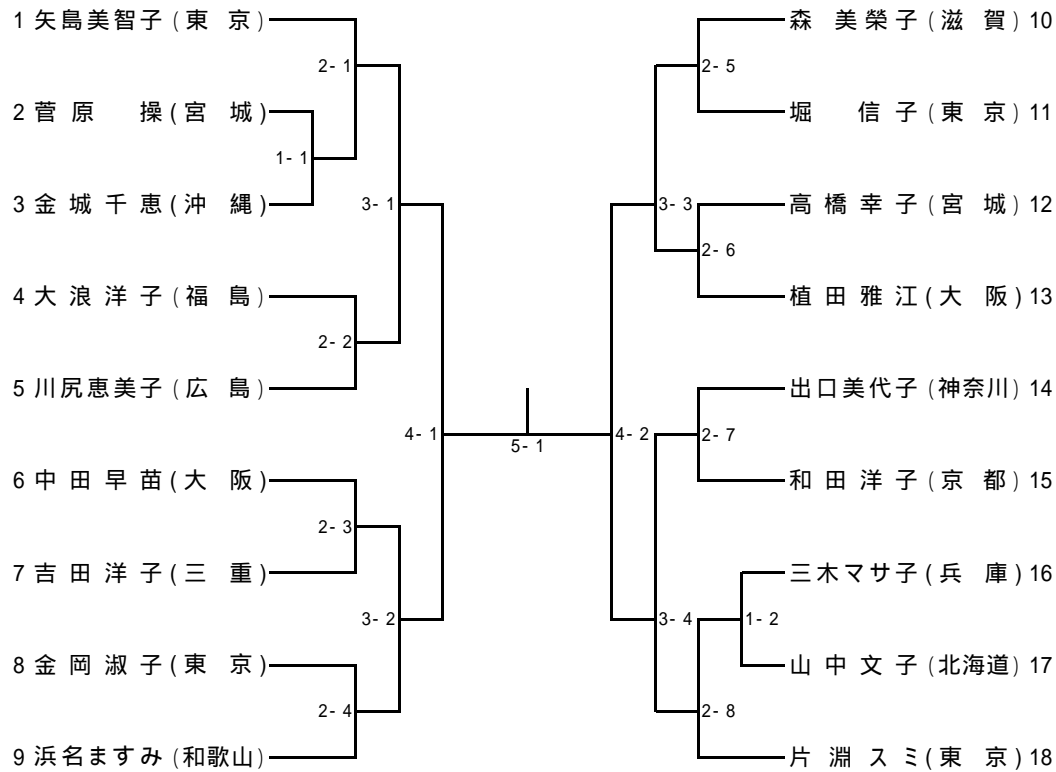 1 矢島美智子 (東 京)
2 菅原 操 (宮 城)
3 金城千恵 (沖 縄)
4 大浪洋子 (福 島)
5 川尻恵美子 (広 島)
6 中田早苗 (大 阪)
7 吉田洋子 (三 重)
8 金岡淑子 (東 京)
9 浜名ますみ (和歌山)
1-1
2-1
2-2
2-3
2-4
3-1
3-2
4-1
5-1
4-2
3-3
3-4
2-5
2-6
2-7
2-8
1-2
森 美榮子 (滋 賀) 10
堀 信子 (東 京) 11
高橋幸子 (宮 城) 12
植田雅江 (大 阪) 13
出口美代子 (神奈川) 14
和田洋子 (京 都) 15
三木マサ子 (兵 庫) 16
山中文子 (北海道) 17
片淵スミ (東 京) 18